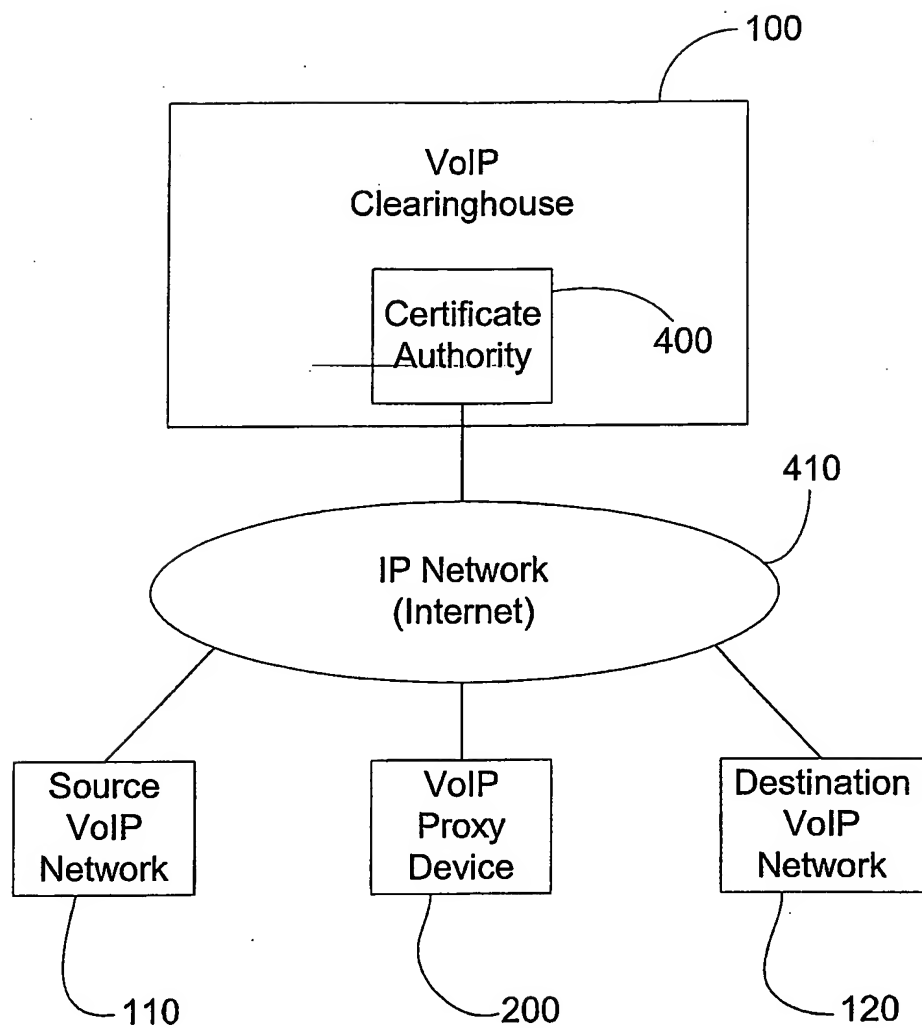 100
VoIP
Clearinghouse
Certificate
Authority
400
410
IP Network
(Internet)
Source
VoIP
Network
VoIP
Proxy
Device
Destination
VoIP
Network
110
200
120